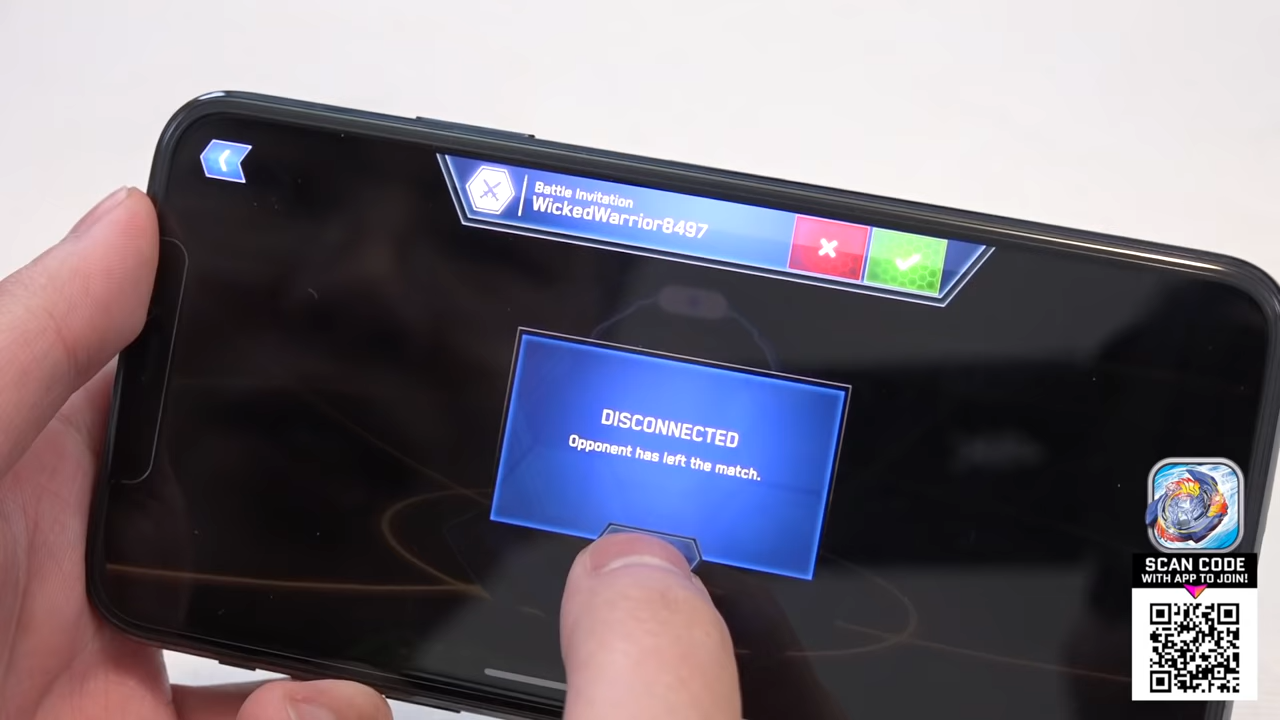 Battle Invitation
WickedWarrior8497
DISCONNECTED
Opponent has left the match.
SCAN CODE
WITH APP TO JOIN!